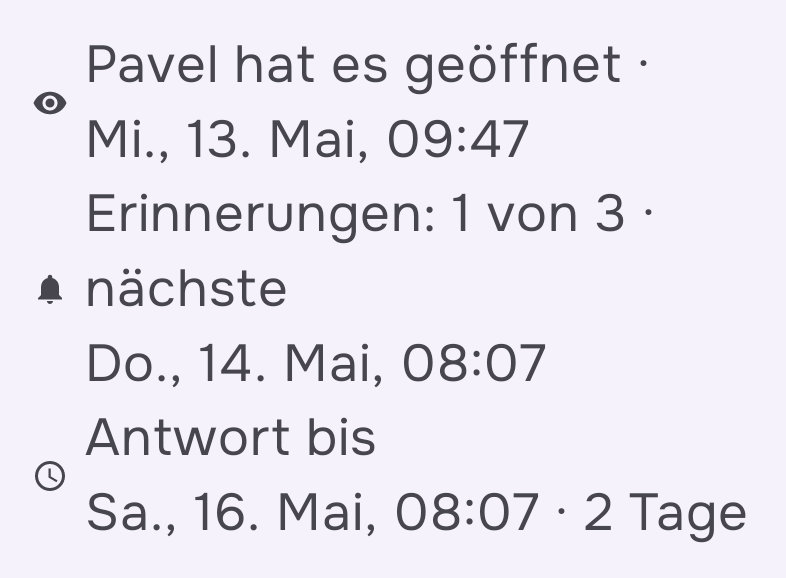 Pavel hat es geöffnet ·
Mi., 13. Mai, 09:47
Erinnerungen: 1 von 3 ·
nächste
Do., 14. Mai, 08:07
Antwort bis
Sa., 16. Mai, 08:07 · 2 Tage